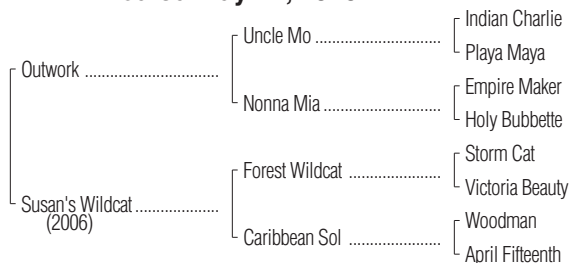 Indian Charlie
Uncle Mo ..............................
Playa Maya
Outwork ...................................
Empire Maker
Nonna Mia ..............................
Holy Bubbette
Storm Cat
Forest Wildcat ........................
Victoria Beauty
Susan's Wildcat ......................
(2006)
Woodman
Caribbean Sol .........................
April Fifteenth